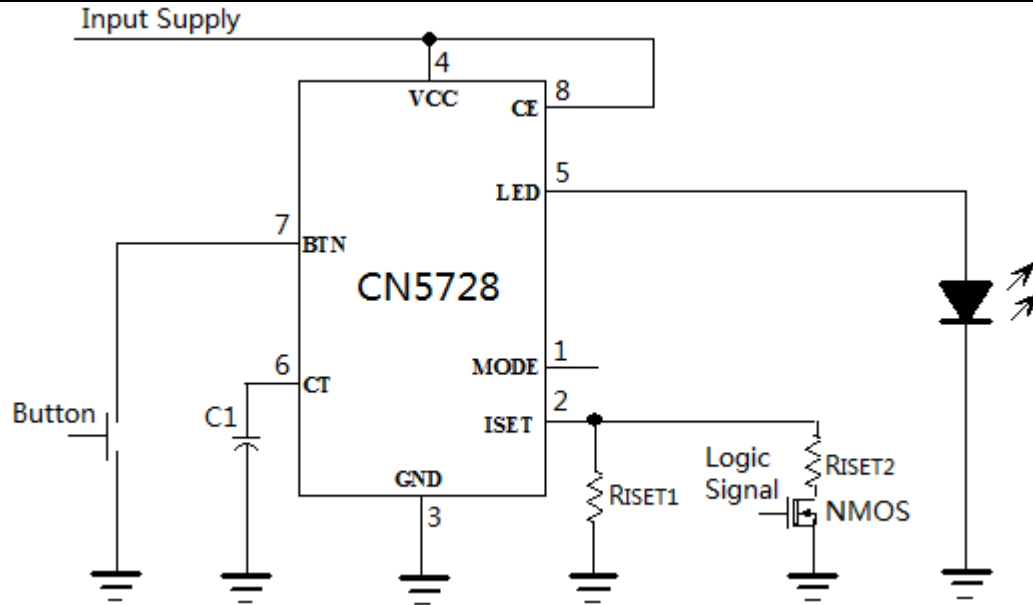 Input Supply
4
VCC
8
CE
5
LED
7
BTN
CN5728
1
MODE
6
CT
2
ISET
Button
C1
Logic
Signal
RISET2
GND
RISET1
NMOS
3